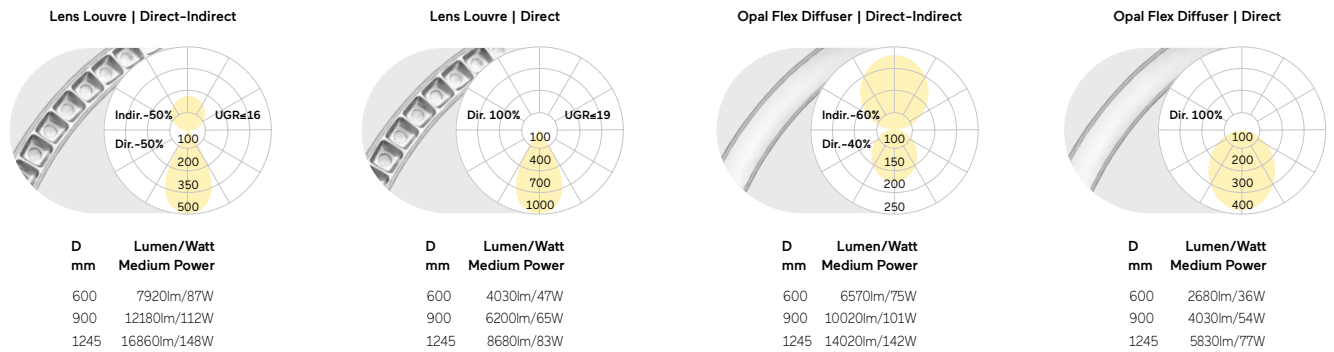 Lens Louvre | Direct-Indirect
Indir.~50%
UGR≤16
Dir.~50%
100
200
350
500
D Lumen/Watt
mm Medium Power
600 7920lm/87W
900 12180lm/112W
1245 16860lm/148W
Lens Louvre | Direct
Dir. 100%
UGR≤19
100
400
700
1000
D Lumen/Watt
mm Medium Power
600 4030lm/47W
900 6200lm/65W
1245 8680lm/83W
Opal Flex Diffuser | Direct-Indirect
Indir.~60%
Dir.~40%
100
150
200
250
D Lumen/Watt
mm Medium Power
600 6570lm/75W
900 10020lm/101W
1245 14020lm/142W
Opal Flex Diffuser | Direct
Dir. 100%
100
200
300
400
D Lumen/Watt
mm Medium Power
600 2680lm/36W
900 4030lm/54W
1245 5830lm/77W